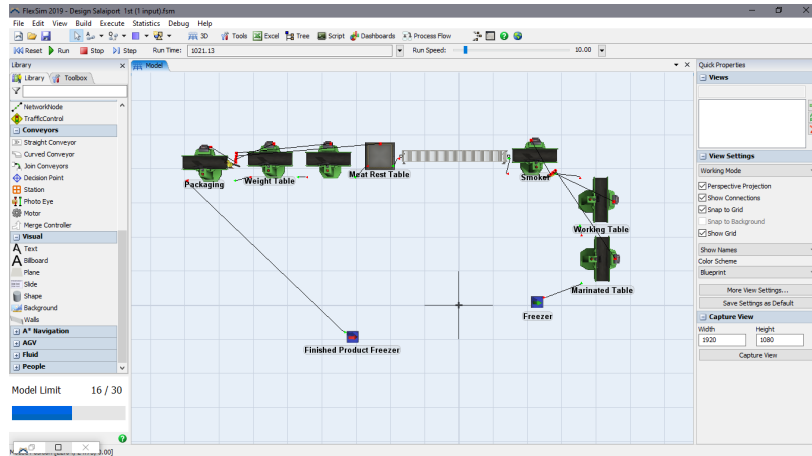 FlexSim 2019 - Design Selaiport 1st (1 input).fsm
File Edit View Build Execute Statistics Debug Help
3D Tools Excel Tree Script Dashboards Process Flow
Reset Run Stop Step Run Time: 1021.13 Run Speed: 10.00
Library
Library Toolbox
NetworkNode
TrafficControl
Conveyors
Straight Conveyor
Curved Conveyor
Join Conveyors
Decision Point
Station
Photo Eye
Motor
Merge Controller
Visual
Text
Billboard
Plane
Slide
Shape
Background
Walls
A* Navigation
AGV
Fluid
People
Model Limit 16 / 30
Model
Packaging
Weight Table
Meat Rest Table
Smoker
Working Table
Marinated Table
Freezer
Finished Product Freezer
Quick Properties
Views
View Settings
Working Mode
Perspective Projection
Show Connections
Snap to Grid
Snap to Background
Show Grid
Show Names
Color Scheme
Blueprint
More View Settings...
Save Settings as Default
Capture View
Width Height
1920 1080
Capture View